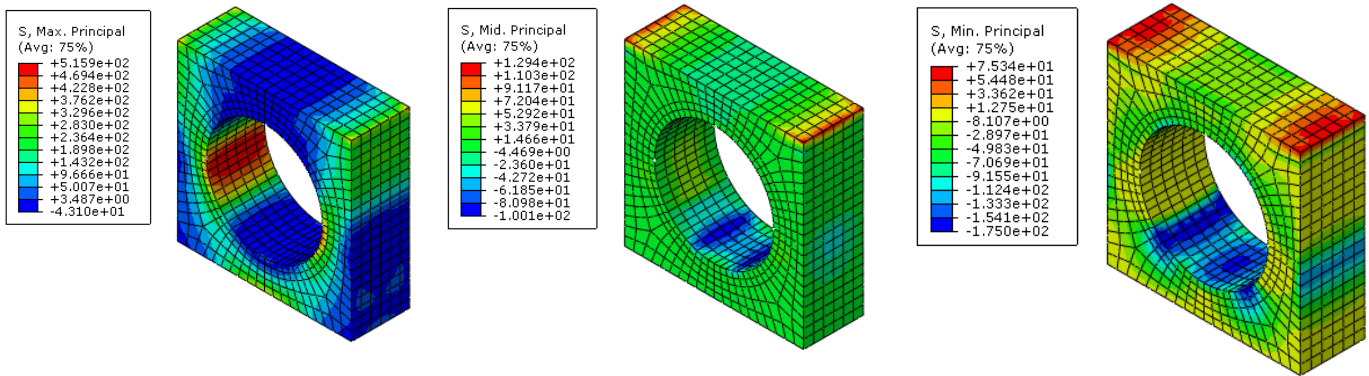 S, Max. Principal
(Avg: 75%)
+5.159e+02
+4.694e+02
+4.228e+02
+3.762e+02
+3.296e+02
+2.830e+02
+2.364e+02
+1.898e+02
+1.432e+02
+9.666e+01
+5.007e+01
+3.487e+00
-4.310e+01
S, Mid. Principal
(Avg: 75%)
+1.294e+02
+1.103e+02
+9.117e+01
+7.204e+01
+5.292e+01
+3.379e+01
+1.466e+01
-4.469e+00
-2.360e+01
-4.272e+01
-6.185e+01
-8.098e+01
-1.001e+02
S, Min. Principal
(Avg: 75%)
+7.534e+01
+5.448e+01
+3.362e+01
+1.275e+01
-8.107e+00
-2.897e+01
-4.983e+01
-7.069e+01
-9.155e+01
-1.124e+02
-1.333e+02
-1.541e+02
-1.750e+02